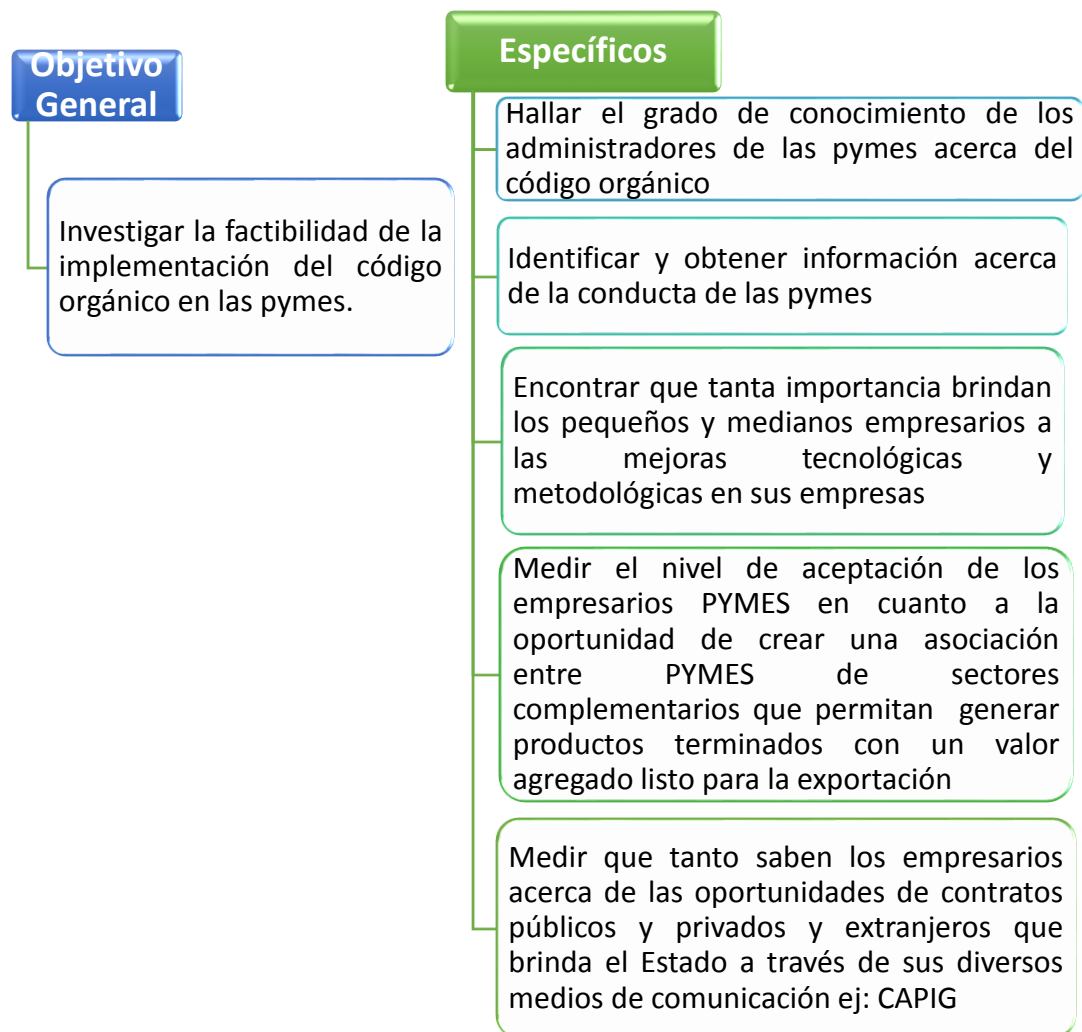 Objetivo
General
Investigar la factibilidad de la
implementación del código
orgánico en las pymes.
Específicos
Hallar el grado de conocimiento de los
administradores de las pymes acerca del
código orgánico
Identificar y obtener información acerca
de la conducta de las pymes
Encontrar que tanta importancia brindan
los pequeños y medianos empresarios a
las mejoras tecnológicas y
metodológicas en sus empresas
Medir el nivel de aceptación de los
empresarios PYMES en cuanto a la
oportunidad de crear una asociación
entre PYMES de sectores
complementarios que permitan generar
productos terminados con un valor
agregado listo para la exportación
Medir que tanto saben los empresarios
acerca de las oportunidades de contratos
públicos y privados y extranjeros que
brinda el Estado a través de sus diversos
medios de comunicación ej: CAPIG